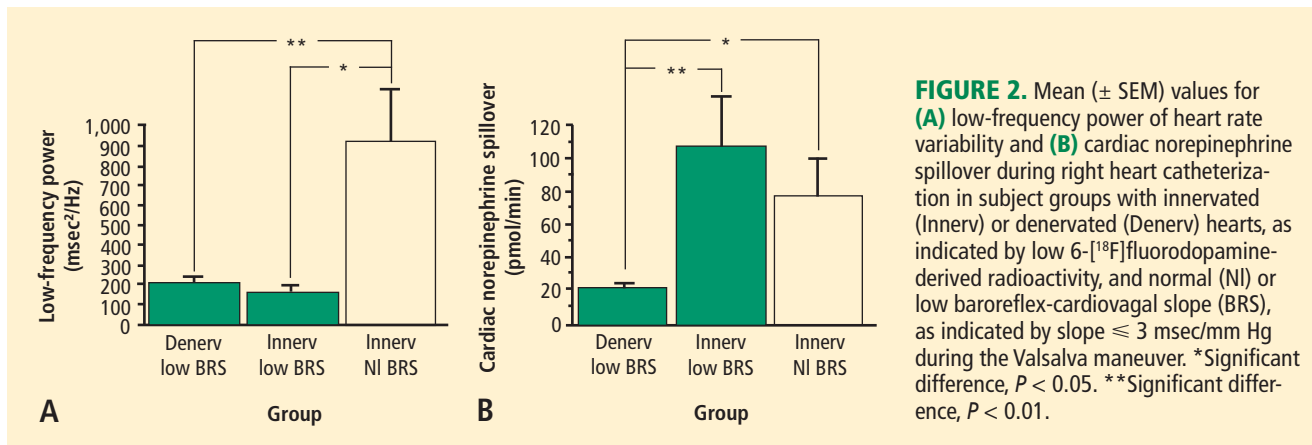 **
*
Low-frequency power
(msec²/Hz)
1,000
900
800
700
600
500
400
300
200
100
0
Denerv
low BRS
Innerv
low BRS
Innerv
Nl BRS
A
Group
*
**
Cardiac norepinephrine spillover
(pmol/min)
120
100
80
60
40
20
0
Denerv
low BRS
Innerv
low BRS
Innerv
Nl BRS
B
Group
FIGURE 2. Mean (± SEM) values for
(A) low-frequency power of heart rate
variability and (B) cardiac norepinephrine
spillover during right heart catheteriza-
tion in subject groups with innervated
(Innerv) or denervated (Denerv) hearts, as
indicated by low 6-[¹⁸F]fluorodopamine-
derived radioactivity, and normal (Nl) or
low baroreflex-cardiovagal slope (BRS),
as indicated by slope ⩽ 3 msec/mm Hg
during the Valsalva maneuver. *Significant
difference, P < 0.05. **Significant differ-
ence, P < 0.01.